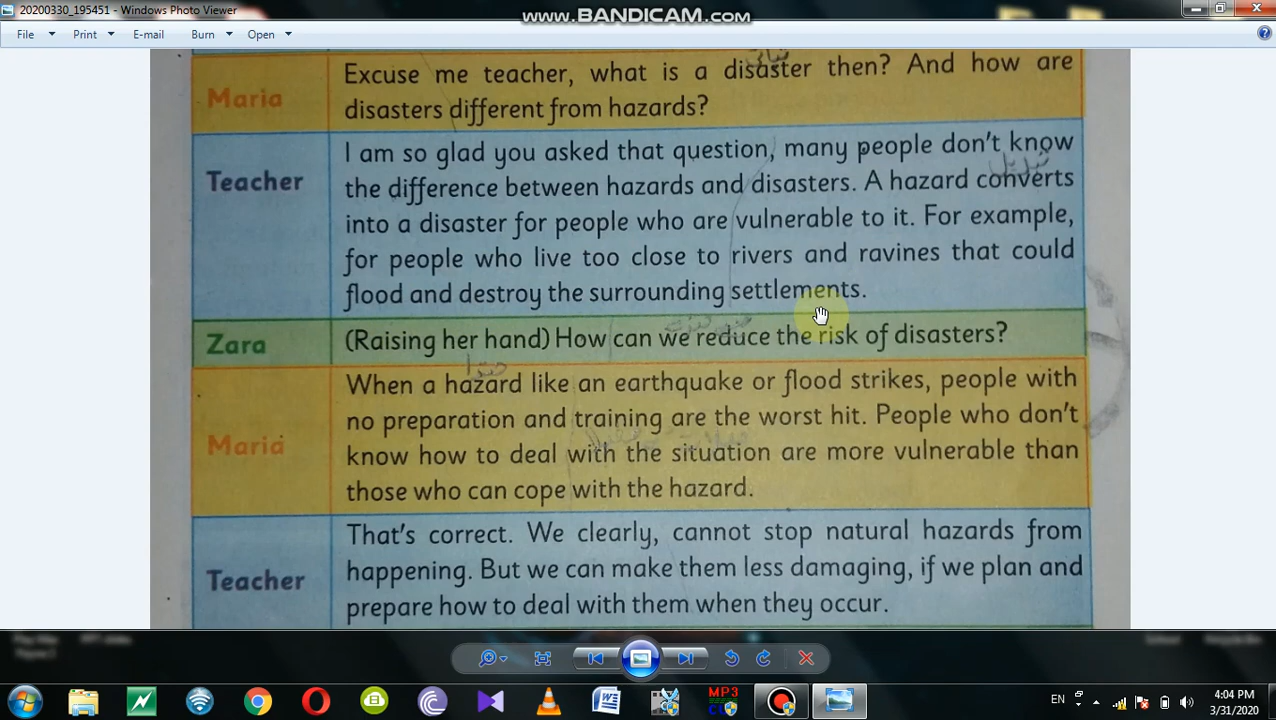 20200330_195451 - Windows Photo Viewer
www.BANDICAM.com
File Print E-mail Burn Open
Maria
Excuse me teacher, what is a disaster then? And how are
disasters different from hazards?
تباہی
Teacher
I am so glad you asked that question, many people don't know
the difference between hazards and disasters. A hazard converts
تبدیل
into a disaster for people who are vulnerable to it. For example,
for people who live too close to rivers and ravines that could
flood and destroy the surrounding settlements.
Zara
(Raising her hand) How can we reduce the risk of disasters?
Maria
When a hazard like an earthquake or flood strikes, people with
no preparation and training are the worst hit. People who don't
know how to deal with the situation are more vulnerable than
those who can cope with the hazard.
Teacher
That's correct. We clearly, cannot stop natural hazards from
happening. But we can make them less damaging, if we plan and
prepare how to deal with them when they occur.
EN
4:04 PM
3/31/2020